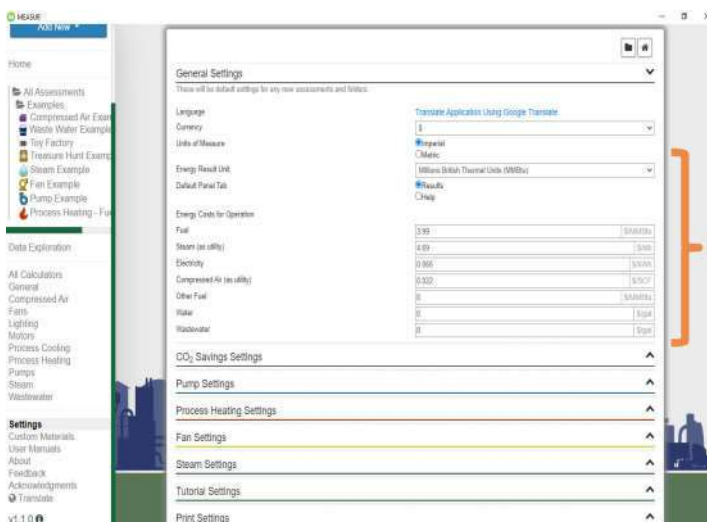 MEASUR
Add New
Home
All Assessments
Examples
Compressed Air Exam
Waste Water Example
Toy Factory
Treasure Hunt Examp
Steam Example
Fan Example
Pump Example
Process Heating - Fue
Data Exploration
All Calculators
General
Compressed Air
Fans
Lighting
Motors
Process Cooling
Process Heating
Pumps
Steam
Wastewater
Settings
Custom Materials
User Manuals
About
Feedback
Acknowledgments
Translate
v1.1.0
General Settings
These will be default settings for any new assessments and folders.
Language Translate Application Using Google Translate
Currency $
Units of Measure Imperial
Metric
Energy Result Unit Millions British Thermal Units (MMBtu)
Default Panel Tab Results
Help
Energy Costs for Operation
Fuel 3.99 $/MMBtu
Steam (as utility) 4.69
Electricity 0.066 $/kWh
Compressed Air (as utility) 0.022 $/SCF
Other Fuel 0 $/MMBtu
Water 0 $/gal
Wastewater 0 $/gal
CO2 Savings Settings
Pump Settings
Process Heating Settings
Fan Settings
Steam Settings
Tutorial Settings
Print Settings